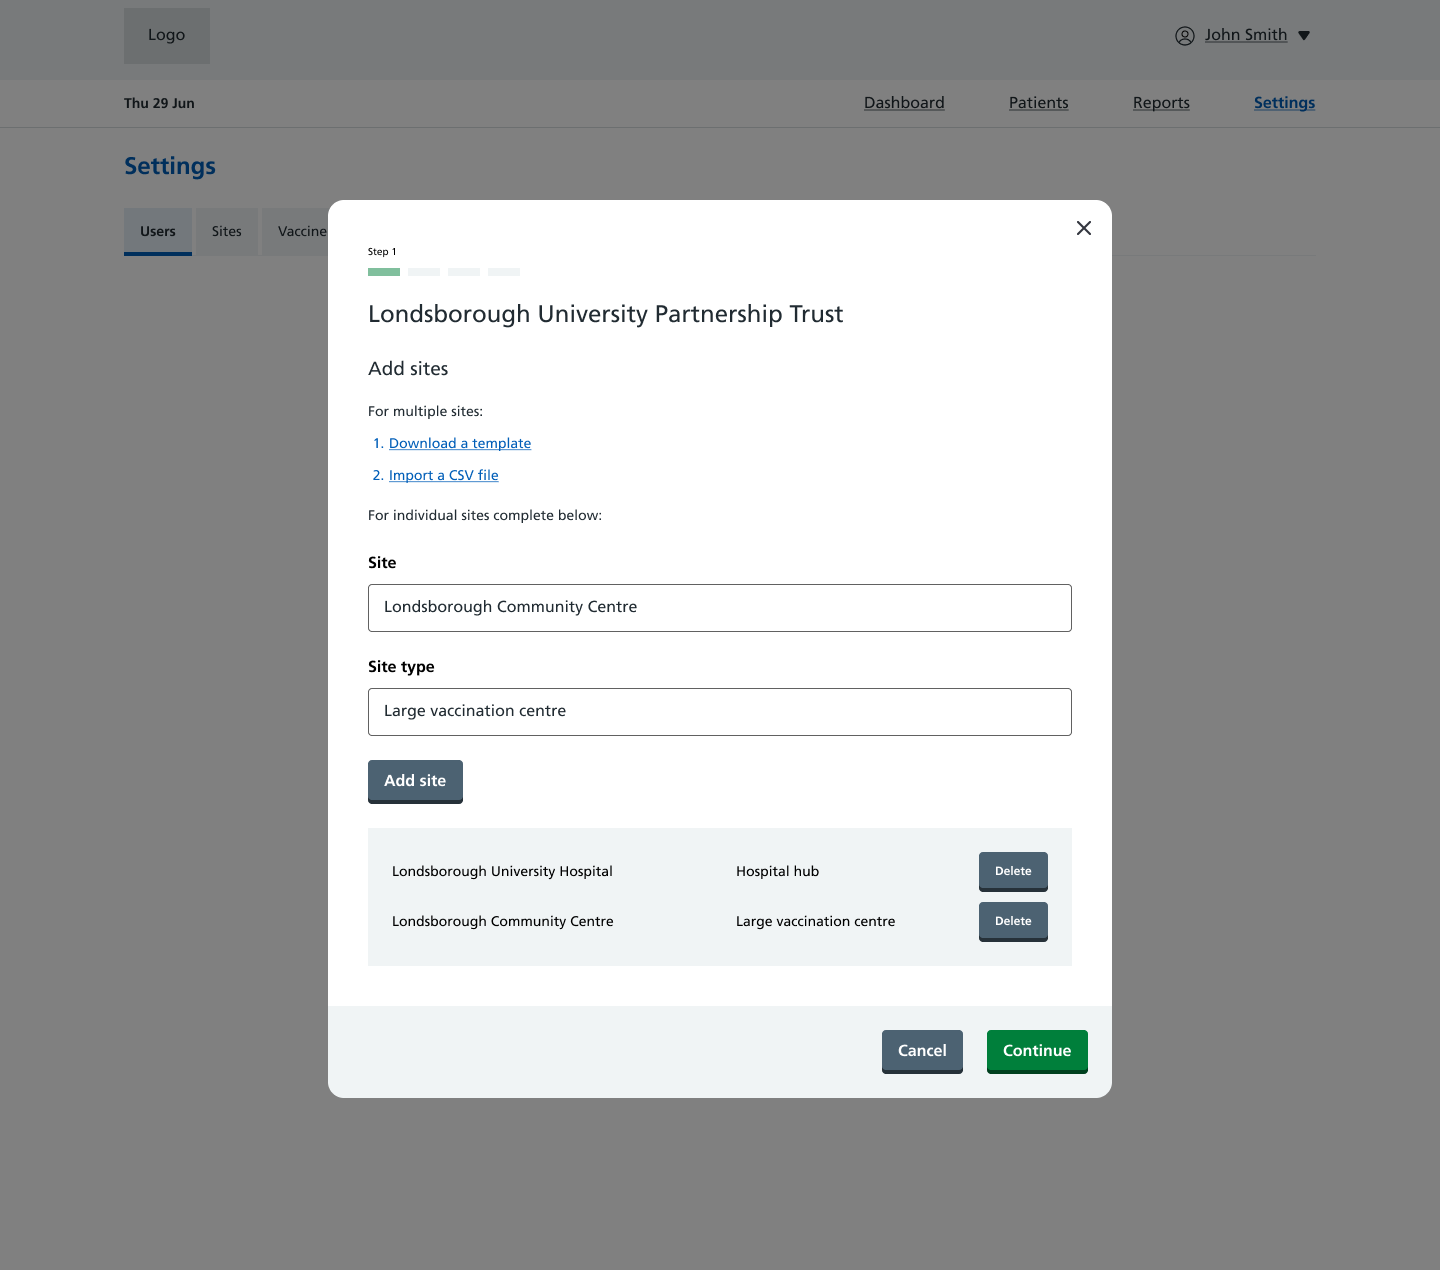 Logo
John Smith
Thu 29 Jun
Dashboard
Patients
Reports
Settings
Settings
Users
Sites
Vaccine
Step 1
Londsborough University Partnership Trust
Add sites
For multiple sites:
1. Download a template
2. Import a CSV file
For individual sites complete below:
Site
Londsborough Community Centre
Site type
Large vaccination centre
Add site
Londsborough University Hospital Hospital hub Delete
Londsborough Community Centre Large vaccination centre Delete
Cancel Continue